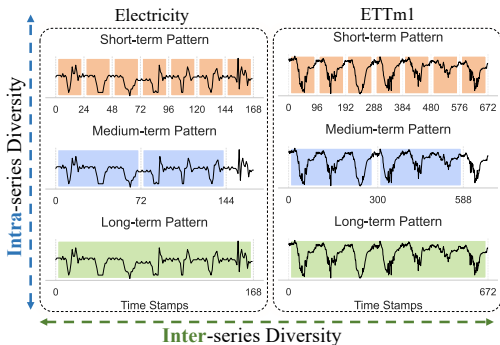 Electricity
Short-term Pattern
0 24 48 72 96 120 144 168
Medium-term Pattern
0 72 144
Long-term Pattern
0 168
Time Stamps
ETTm1
Short-term Pattern
0 96 192 288 384 480 576 672
Medium-term Pattern
0 300 588
Long-term Pattern
0 672
Time Stamps
Intra-series Diversity
Inter-series Diversity